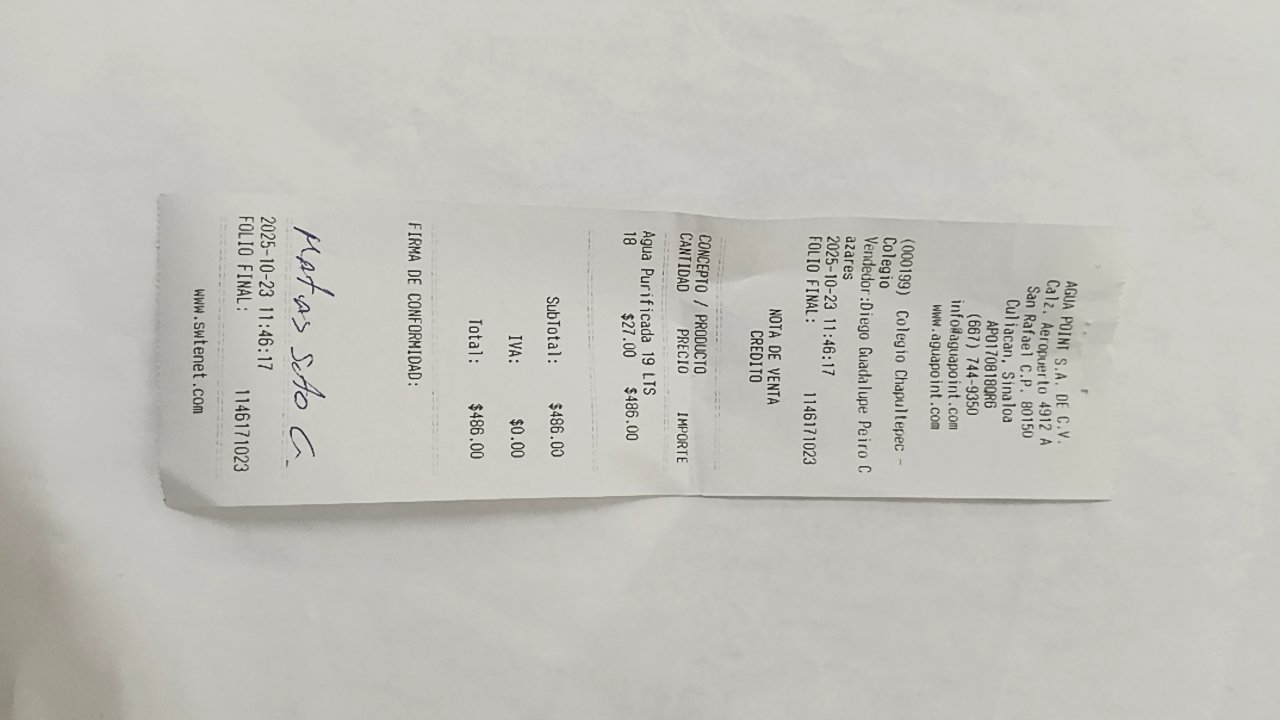 AGUA POINT S.A. DE C.V.
Calz. Aeropuerto 4912 A
San Rafael C.P. 80150
Culiacan, Sinaloa
APO170818QR6
(667) 744-9350
info@aguapoint.com
www.aguapoint.com
(000199) Colegio Chapultepec -
Colegio
Vendedor:Diego Guadalupe Peiro C
azares
2025-10-23 11:46:17
FOLIO FINAL: 1146171023
NOTA DE VENTA
CREDITO
CONCEPTO / PRODUCTO
CANTIDAD PRECIO IMPORTE
Agua Purificada 19 LTS
18 $27.00 $486.00
SubTotal: $486.00
IVA: $0.00
Total: $486.00
FIRMA DE CONFORMIDAD:
Matias Soto G.
2025-10-23 11:46:17
FOLIO FINAL: 1146171023
www.swtenet.com